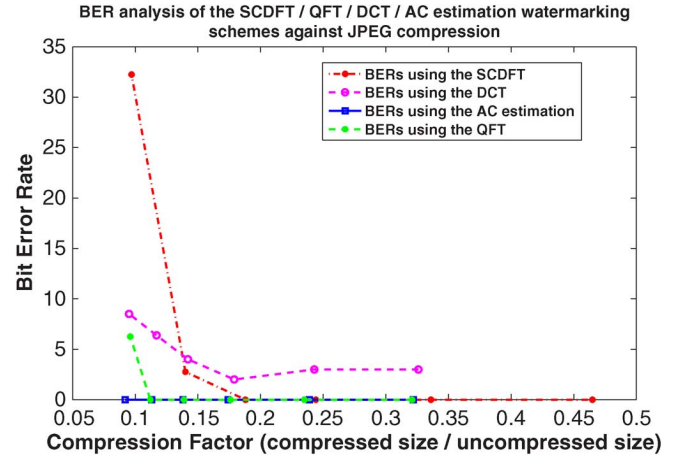 BER analysis of the SCDFT / QFT / DCT / AC estimation watermarking
schemes against JPEG compression
BERs using the SCDFT
BERs using the DCT
BERs using the AC estimation
BERs using the QFT
Bit Error Rate
35
30
25
20
15
10
5
0
0.05 0.1 0.15 0.2 0.25 0.3 0.35 0.4 0.45 0.5
Compression Factor (compressed size / uncompressed size)